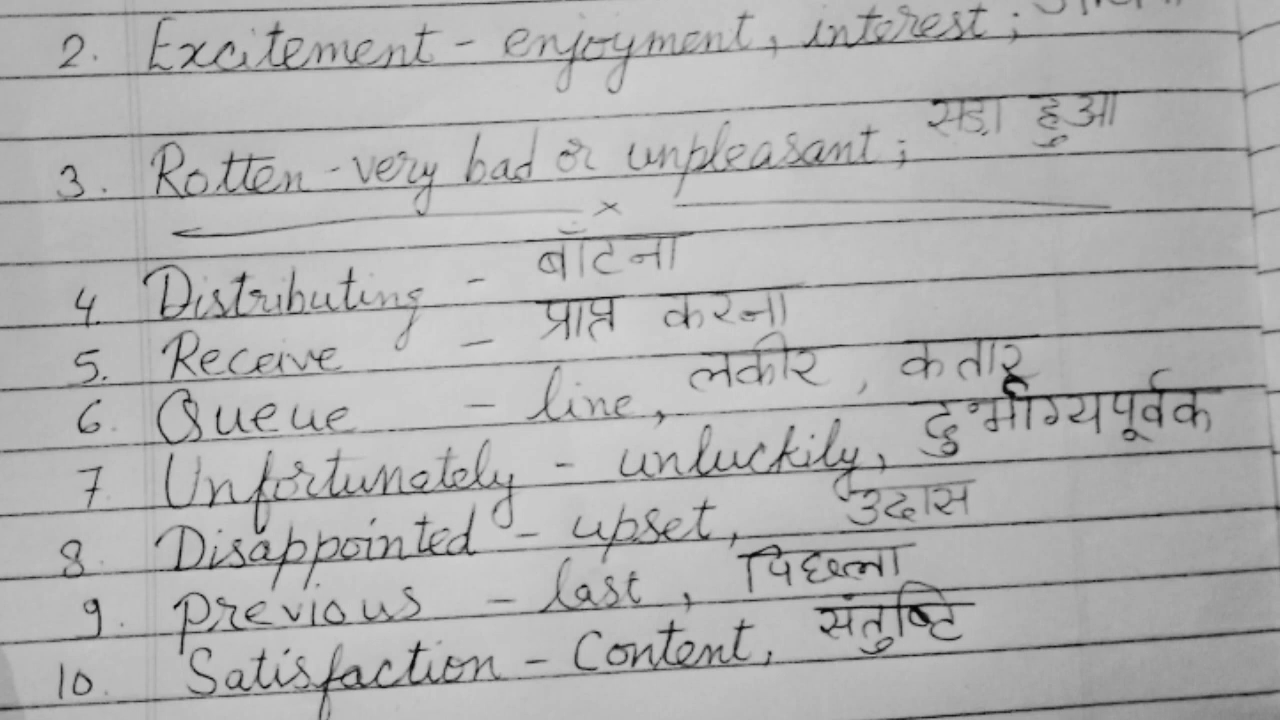 2. Excitement - enjoyment, interest;
3. Rotten - very bad or unpleasant; सड़ा हुआ
x
4. Distributing - बाँटना
5. Receive - प्राप्त करना
6. Queue - line, लकीर, कतार
7. Unfortunately - unluckily, दुर्भाग्यपूर्वक
8. Disappointed - upset, उदास
9. Previous - last, पिछला
10. Satisfaction - Content, संतुष्टि